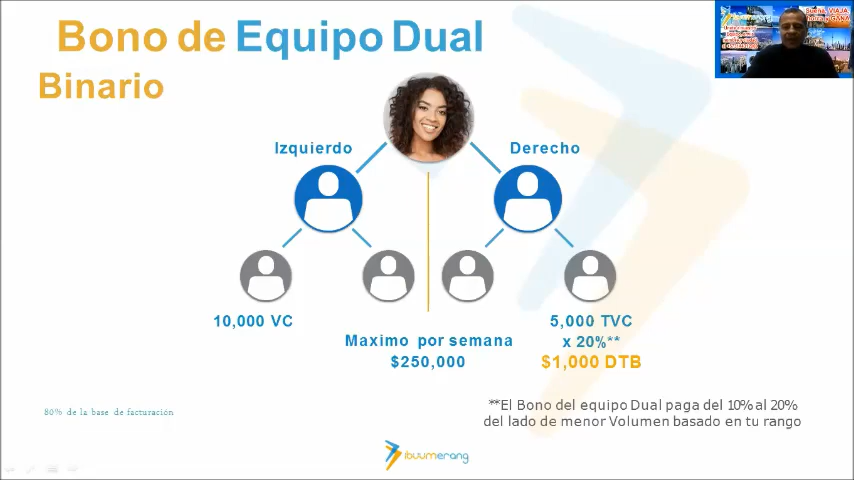 Bono de Equipo Dual
Binario
Izquierdo
Derecho
10,000 VC
5,000 TVC
x 20%**
$1,000 DTB
Maximo por semana
$250,000
80% de la base de facturación
**El Bono del equipo Dual paga del 10% al 20%
del lado de menor Volumen basado en tu rango
ibuumerang